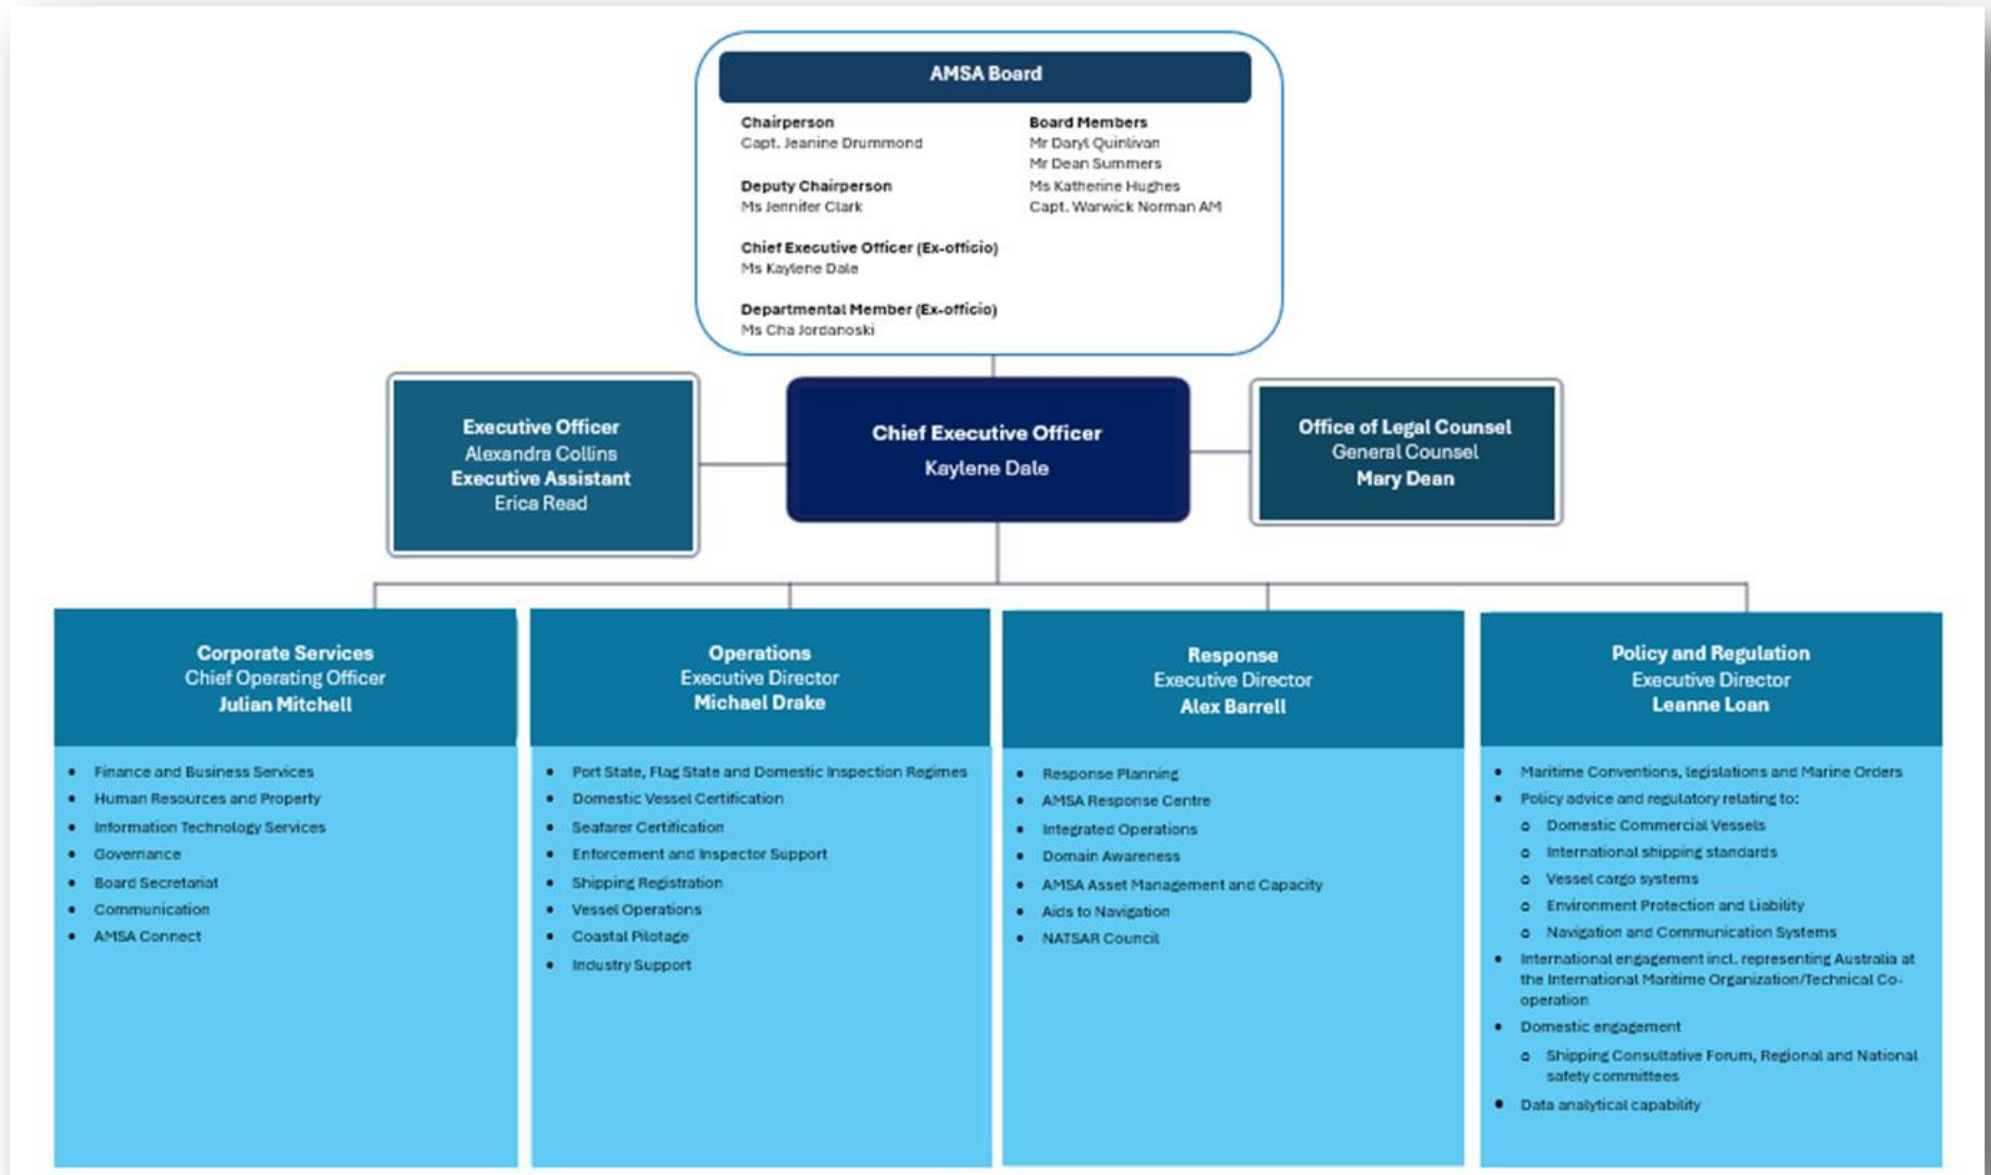 AMSA Board
Chairperson
Capt. Jeanine Drummond
Deputy Chairperson
Ms Jennifer Clark
Chief Executive Officer (Ex-officio)
Ms Kaylene Dale
Departmental Member (Ex-officio)
Ms Cha Jordanoski
Board Members
Mr Daryl Quinlivan
Mr Dean Summers
Ms Katherine Hughes
Capt. Warwick Norman AM
Executive Officer
Alexandra Collins
Executive Assistant
Erica Read
Chief Executive Officer
Kaylene Dale
Office of Legal Counsel
General Counsel
Mary Dean
Corporate Services
Chief Operating Officer
Julian Mitchell
• Finance and Business Services
• Human Resources and Property
• Information Technology Services
• Governance
• Board Secretariat
• Communication
• AMSA Connect
Operations
Executive Director
Michael Drake
• Port State, Flag State and Domestic Inspection Regimes
• Domestic Vessel Certification
• Seafarer Certification
• Enforcement and Inspector Support
• Shipping Registration
• Vessel Operations
• Coastal Pilotage
• Industry Support
Response
Executive Director
Alex Barrell
• Response Planning
• AMSA Response Centre
• Integrated Operations
• Domain Awareness
• AMSA Asset Management and Capacity
• Aids to Navigation
• NATSAR Council
Policy and Regulation
Executive Director
Leanne Loan
• Maritime Conventions, legislations and Marine Orders
• Policy advice and regulatory relating to:
o Domestic Commercial Vessels
o International shipping standards
o Vessel cargo systems
o Environment Protection and Liability
o Navigation and Communication Systems
• International engagement incl. representing Australia at
the International Maritime Organization/Technical Co-
operation
• Domestic engagement
o Shipping Consultative Forum, Regional and National
safety committees
• Data analytical capability